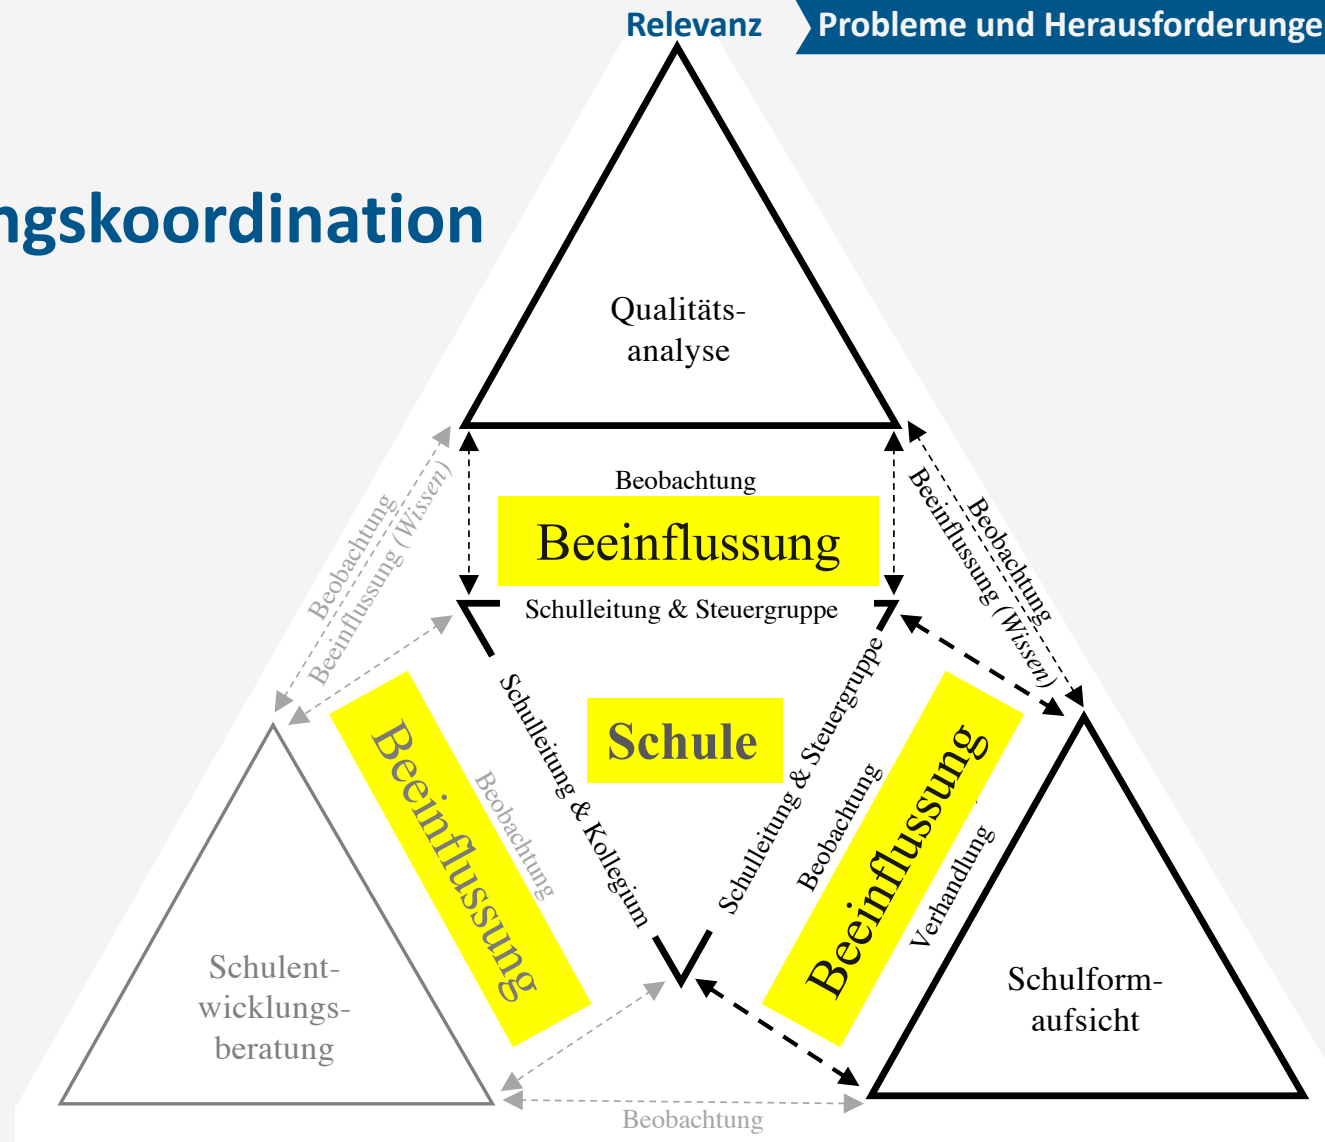 Relevanz
Probleme und Herausforderunge
ngskoordination
Qualitäts-
analyse
Beobachtung
Beeinflussung
Schulleitung & Steuergruppe
Beobachtung
Beeinflussung (Wissen)
Beobachtung
Beeinflussung (Wissen)
Schule
Beeinflussung
Beobachtung
Schulleitung & Kollegium
Schulleitung & Steuergruppe
Beobachtung
Beeinflussung
Verhandlung
Schulent-
wicklungs-
beratung
Schulform-
aufsicht
Beobachtung